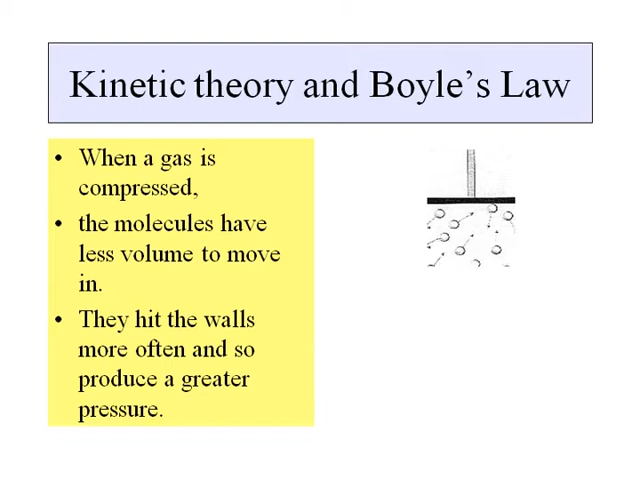 Kinetic theory and Boyle's Law
• When a gas is
compressed,
• the molecules have
less volume to move
in.
• They hit the walls
more often and so
produce a greater
pressure.